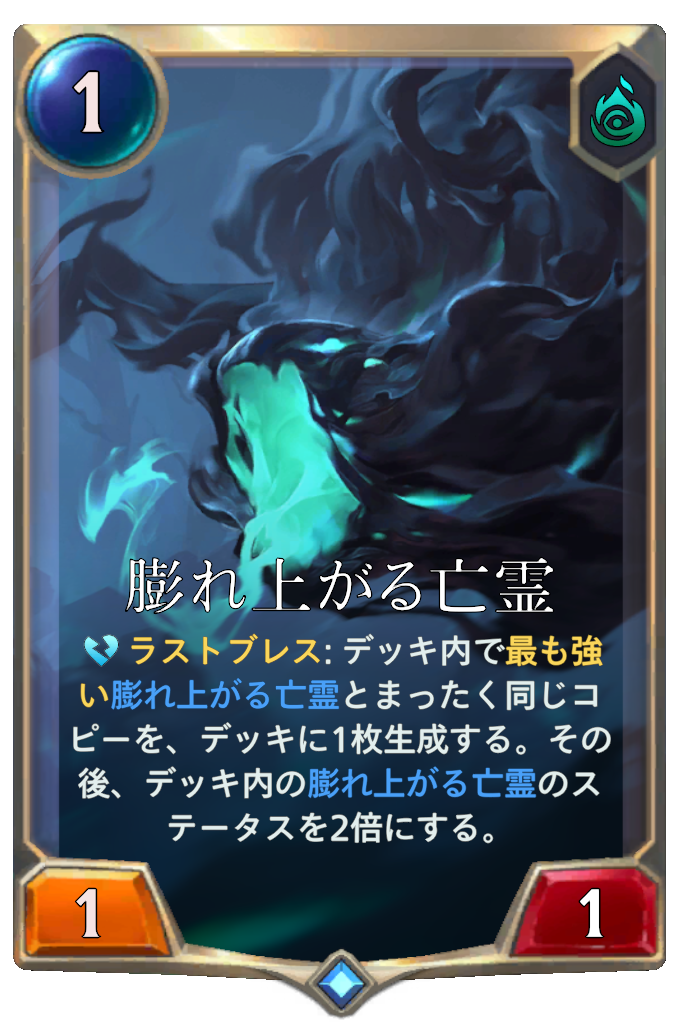 1
膨れ上がる亡霊
ラストブレス: デッキ内で最も強
い膨れ上がる亡霊とまったく同じコ
ピーを、デッキに1枚生成する。その
後、デッキ内の膨れ上がる亡霊のス
テータスを2倍にする。
1
1